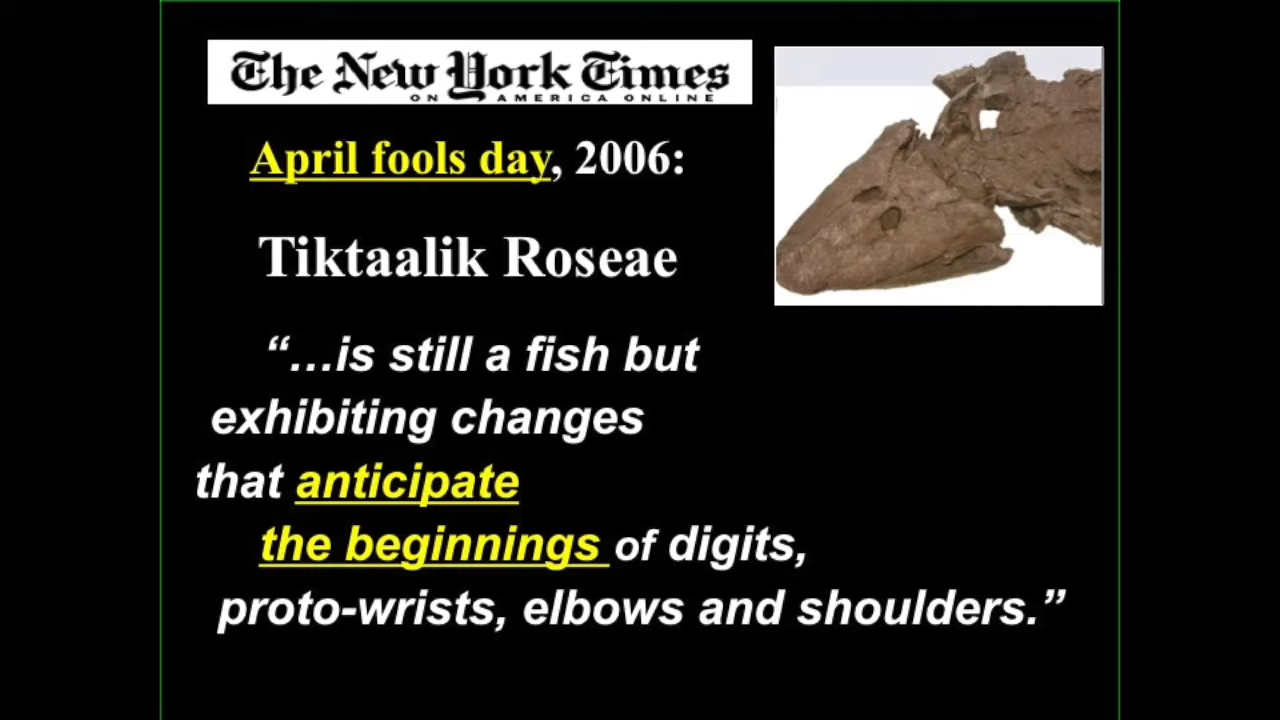 The New York Times
ON AMERICA ONLINE
April fools day, 2006:
Tiktaalik Roseae
“…is still a fish but
exhibiting changes
that anticipate
the beginnings of digits,
proto-wrists, elbows and shoulders.”